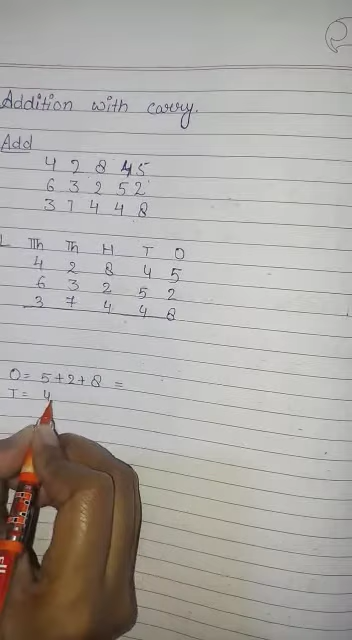 Addition with carry.
Add
4 2 8 4 5
6 3 2 5 2
3 7 4 4 8
L Th Th H T O
4 2 8 4 5
6 3 2 5 2
3 7 4 4 8
O = 5+2+8 =
T = 4